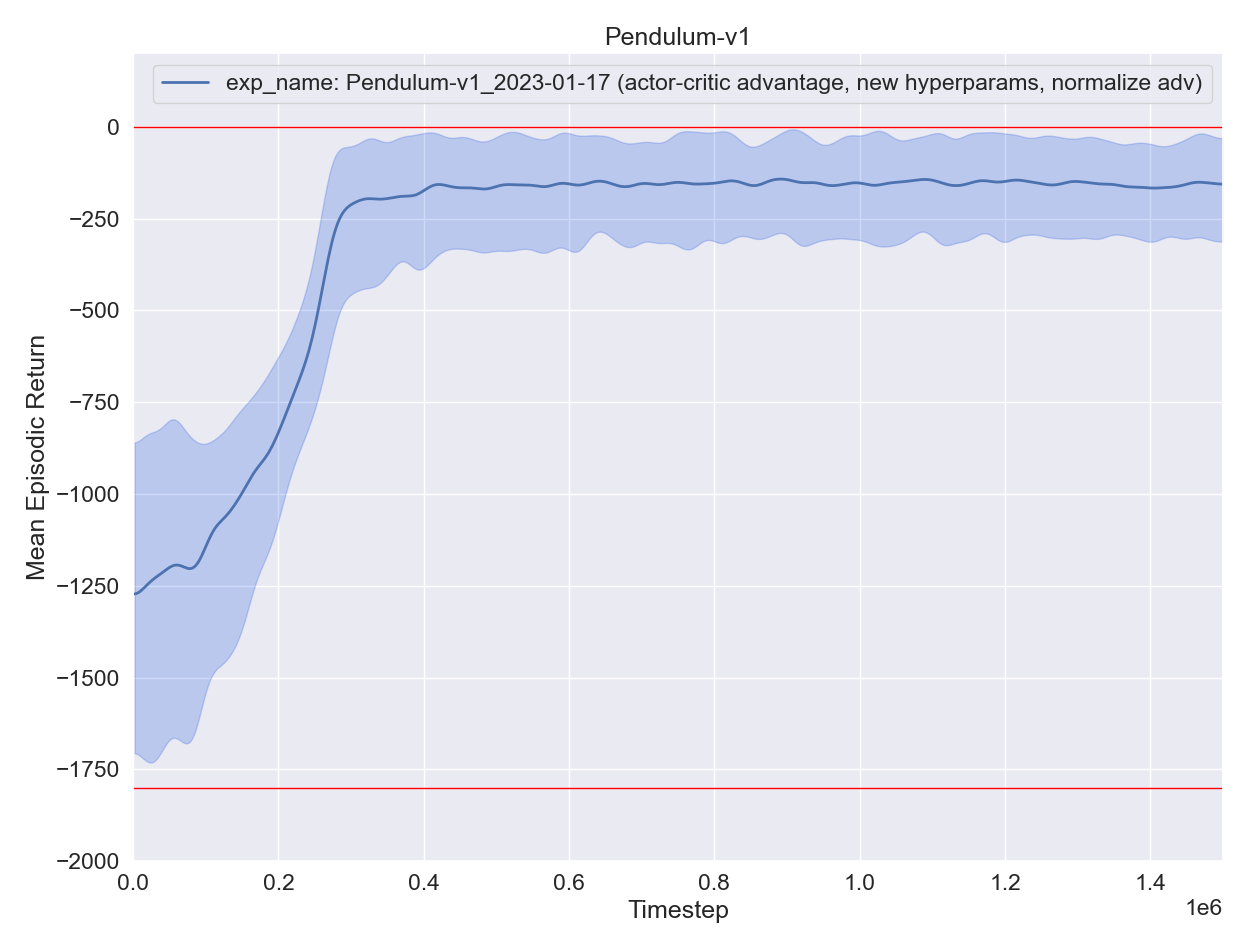 Pendulum-v1
exp_name: Pendulum-v1_2023-01-17 (actor-critic advantage, new hyperparams, normalize adv)
Mean Episodic Return
0
−250
−500
−750
−1000
−1250
−1500
−1750
−2000
0.0 0.2 0.4 0.6 0.8 1.0 1.2 1.4
1e6
Timestep